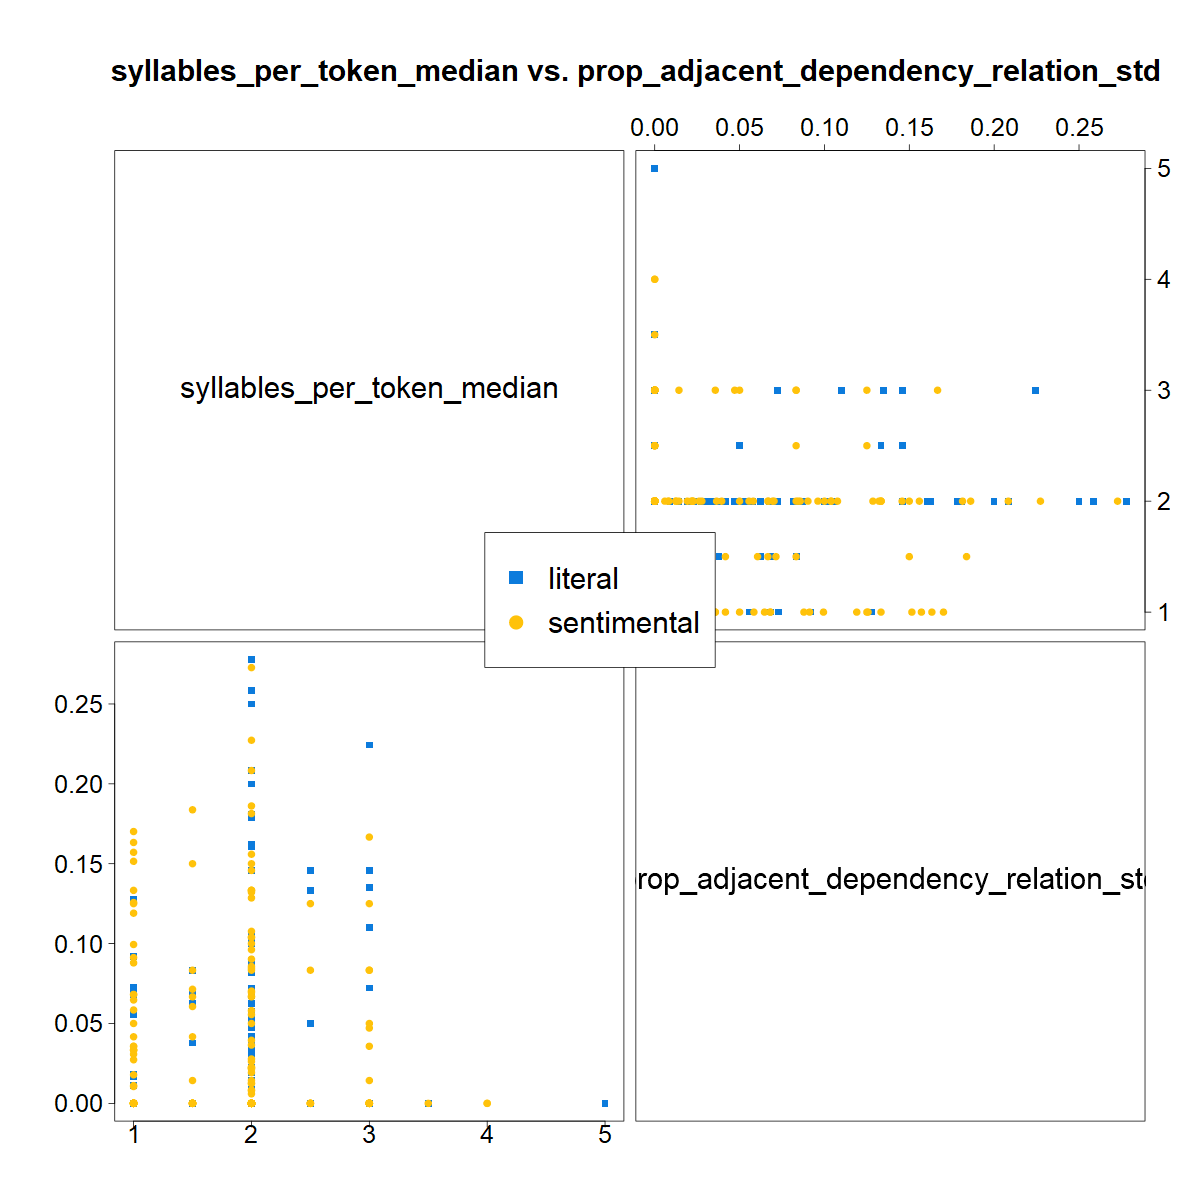 syllables_per_token_median vs. prop_adjacent_dependency_relation_std
0.00 0.05 0.10 0.15 0.20 0.25
syllables_per_token_median
5
4
3
2
1
literal
sentimental
0.25
0.20
0.15
0.10
0.05
0.00
rop_adjacent_dependency_relation_st
1 2 3 4 5